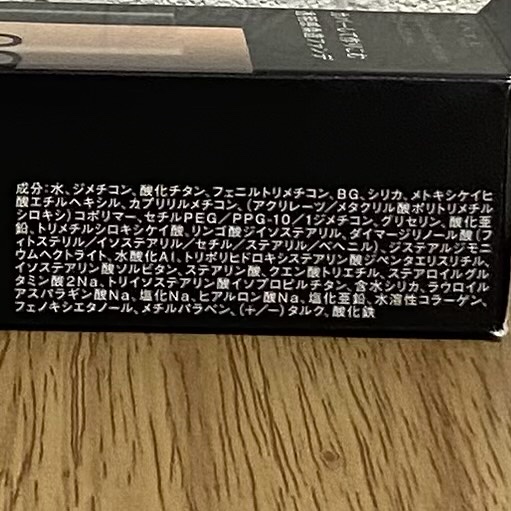 成分:水、ジメチコン、酸化チタン、フェニルトリメチコン、BG、シリカ、メトキシケイヒ
酸エチルヘキシル、カプリリルメチコン、(アクリレーツ/メタクリル酸ポリトリメチル
シロキシ)コポリマー、セチルPEG/PPG-10/1ジメチコン、グリセリン、酸化亜
鉛、トリメチルシロキシケイ酸、リンゴ酸ジイソステアリル、ダイマージリノール酸(フ
ィトステリル/イソステアリル/セチル/ステアリル/ベヘニル)、ジステアルジモニ
ウムヘクトライト、水酸化Al、トリポリヒドロキシステアリン酸ジペンタエリスリチル、
イソステアリン酸ソルビタン、ステアリン酸、クエン酸トリエチル、ステアロイルグル
タミン酸2Na、トリイソステアリン酸イソプロピルチタン、含水シリカ、ラウロイル
アスパラギン酸Na、塩化Na、ヒアルロン酸Na、塩化亜鉛、水溶性コラーゲン、
フェノキシエタノール、メチルパラベン、(+/-)タルク、酸化鉄